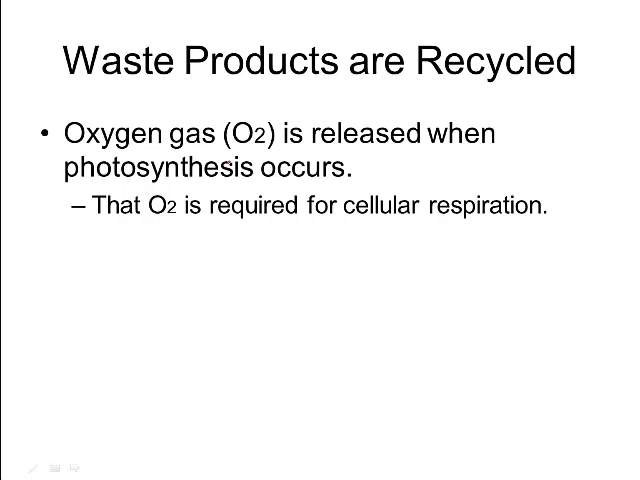 Waste Products are Recycled
• Oxygen gas (O2) is released when
photosynthesis occurs.
– That O2 is required for cellular respiration.